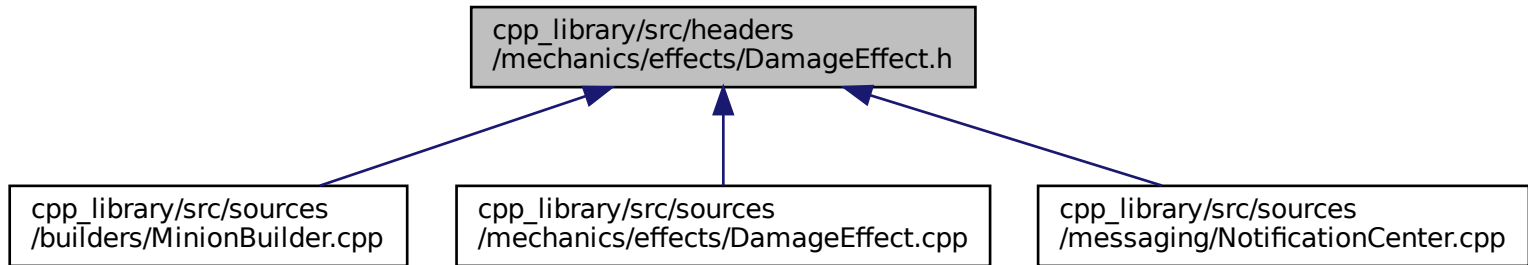 cpp_library/src/headers
/mechanics/effects/DamageEffect.h
cpp_library/src/sources
/builders/MinionBuilder.cpp
cpp_library/src/sources
/mechanics/effects/DamageEffect.cpp
cpp_library/src/sources
/messaging/NotificationCenter.cpp